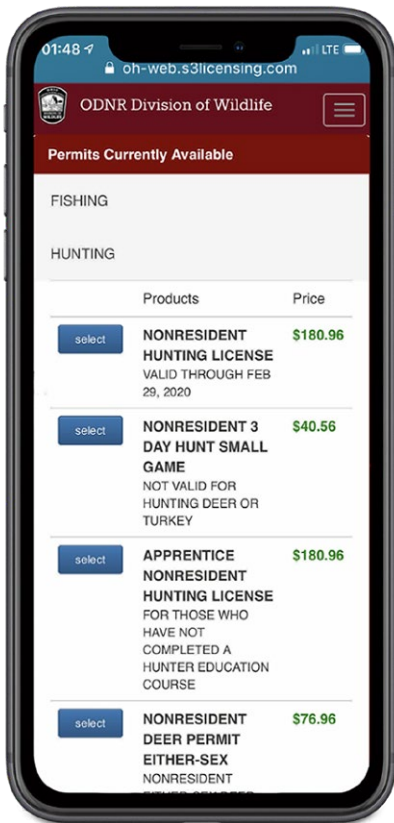 01:48 LTE
oh-web.s3licensing.com
ODNR Division of Wildlife
Permits Currently Available
FISHING
HUNTING
Products Price
select NONRESIDENT $180.96
HUNTING LICENSE
VALID THROUGH FEB
29, 2020
select NONRESIDENT 3 $40.56
DAY HUNT SMALL
GAME
NOT VALID FOR
HUNTING DEER OR
TURKEY
select APPRENTICE $180.96
NONRESIDENT
HUNTING LICENSE
FOR THOSE WHO
HAVE NOT
COMPLETED A
HUNTER EDUCATION
COURSE
select NONRESIDENT $76.96
DEER PERMIT
EITHER-SEX
NONRESIDENT